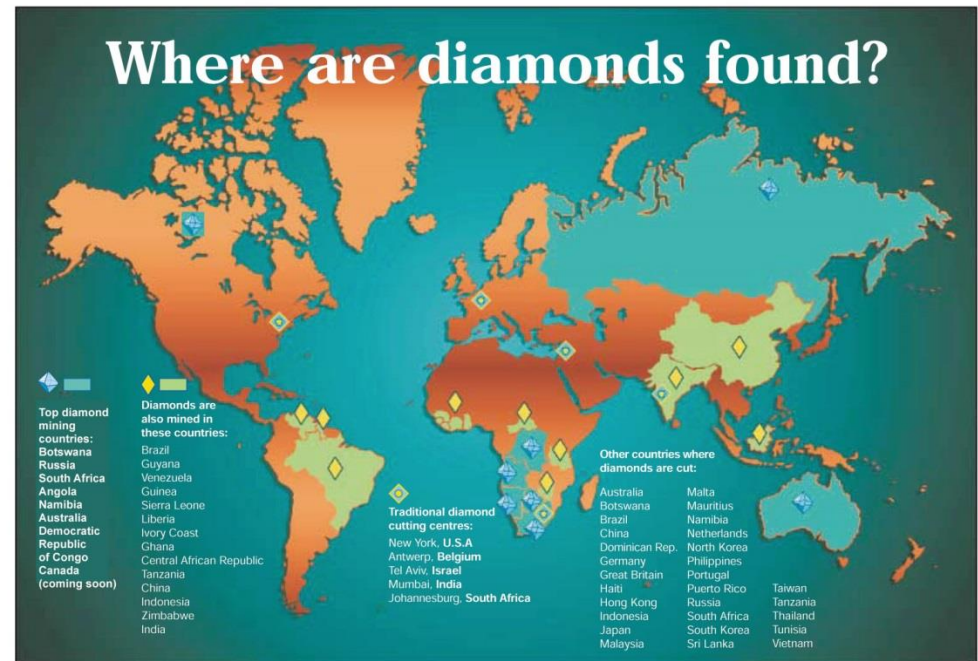 Where are diamonds found?
Top diamond
mining
countries:
Botswana
Russia
South Africa
Angola
Namibia
Australia
Democratic
Republic
of Congo
Canada
(coming soon)
Diamonds are
also mined in
these countries:
Brazil
Guyana
Venezuela
Guinea
Sierra Leone
Liberia
Ivory Coast
Ghana
Central African Republic
Tanzania
China
Indonesia
Zimbabwe
India
Traditional diamond
cutting centres:
New York, U.S.A
Antwerp, Belgium
Tel Aviv, Israel
Mumbai, India
Johannesburg, South Africa
Other countries where
diamonds are cut:
Australia
Botswana
Brazil
China
Dominican Rep.
Germany
Great Britain
Haiti
Hong Kong
Indonesia
Japan
Malaysia
Malta
Mauritius
Namibia
Netherlands
North Korea
Philippines
Portugal
Puerto Rico
Russia
South Africa
South Korea
Sri Lanka
Taiwan
Tanzania
Thailand
Tunisia
Vietnam